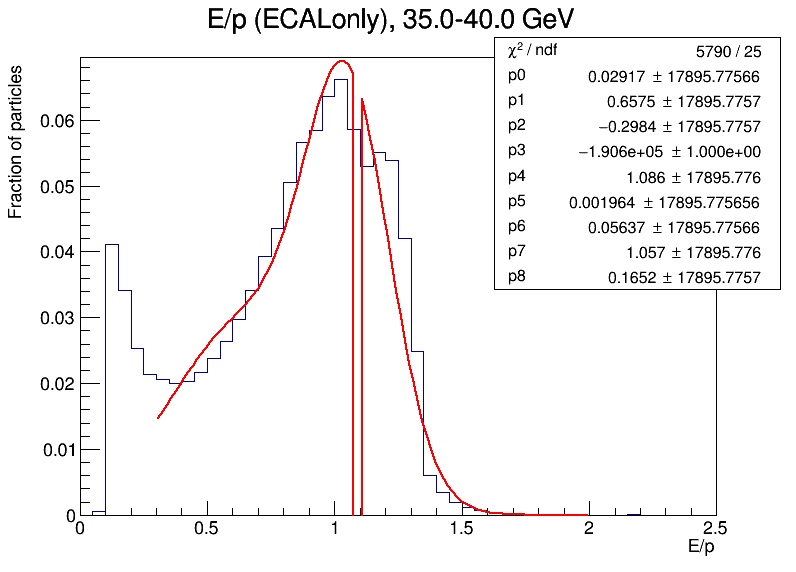 E/p (ECALonly), 35.0-40.0 GeV
χ² / ndf 5790 / 25
p0 0.02917 ± 17895.77566
p1 0.6575 ± 17895.7757
p2 −0.2984 ± 17895.7757
p3 −1.906e+05 ± 1.000e+00
p4 1.086 ± 17895.776
p5 0.001964 ± 17895.775656
p6 0.05637 ± 17895.77566
p7 1.057 ± 17895.776
p8 0.1652 ± 17895.7757
Fraction of particles
0.06
0.05
0.04
0.03
0.02
0.01
0
0 0.5 1 1.5 2 2.5
E/p